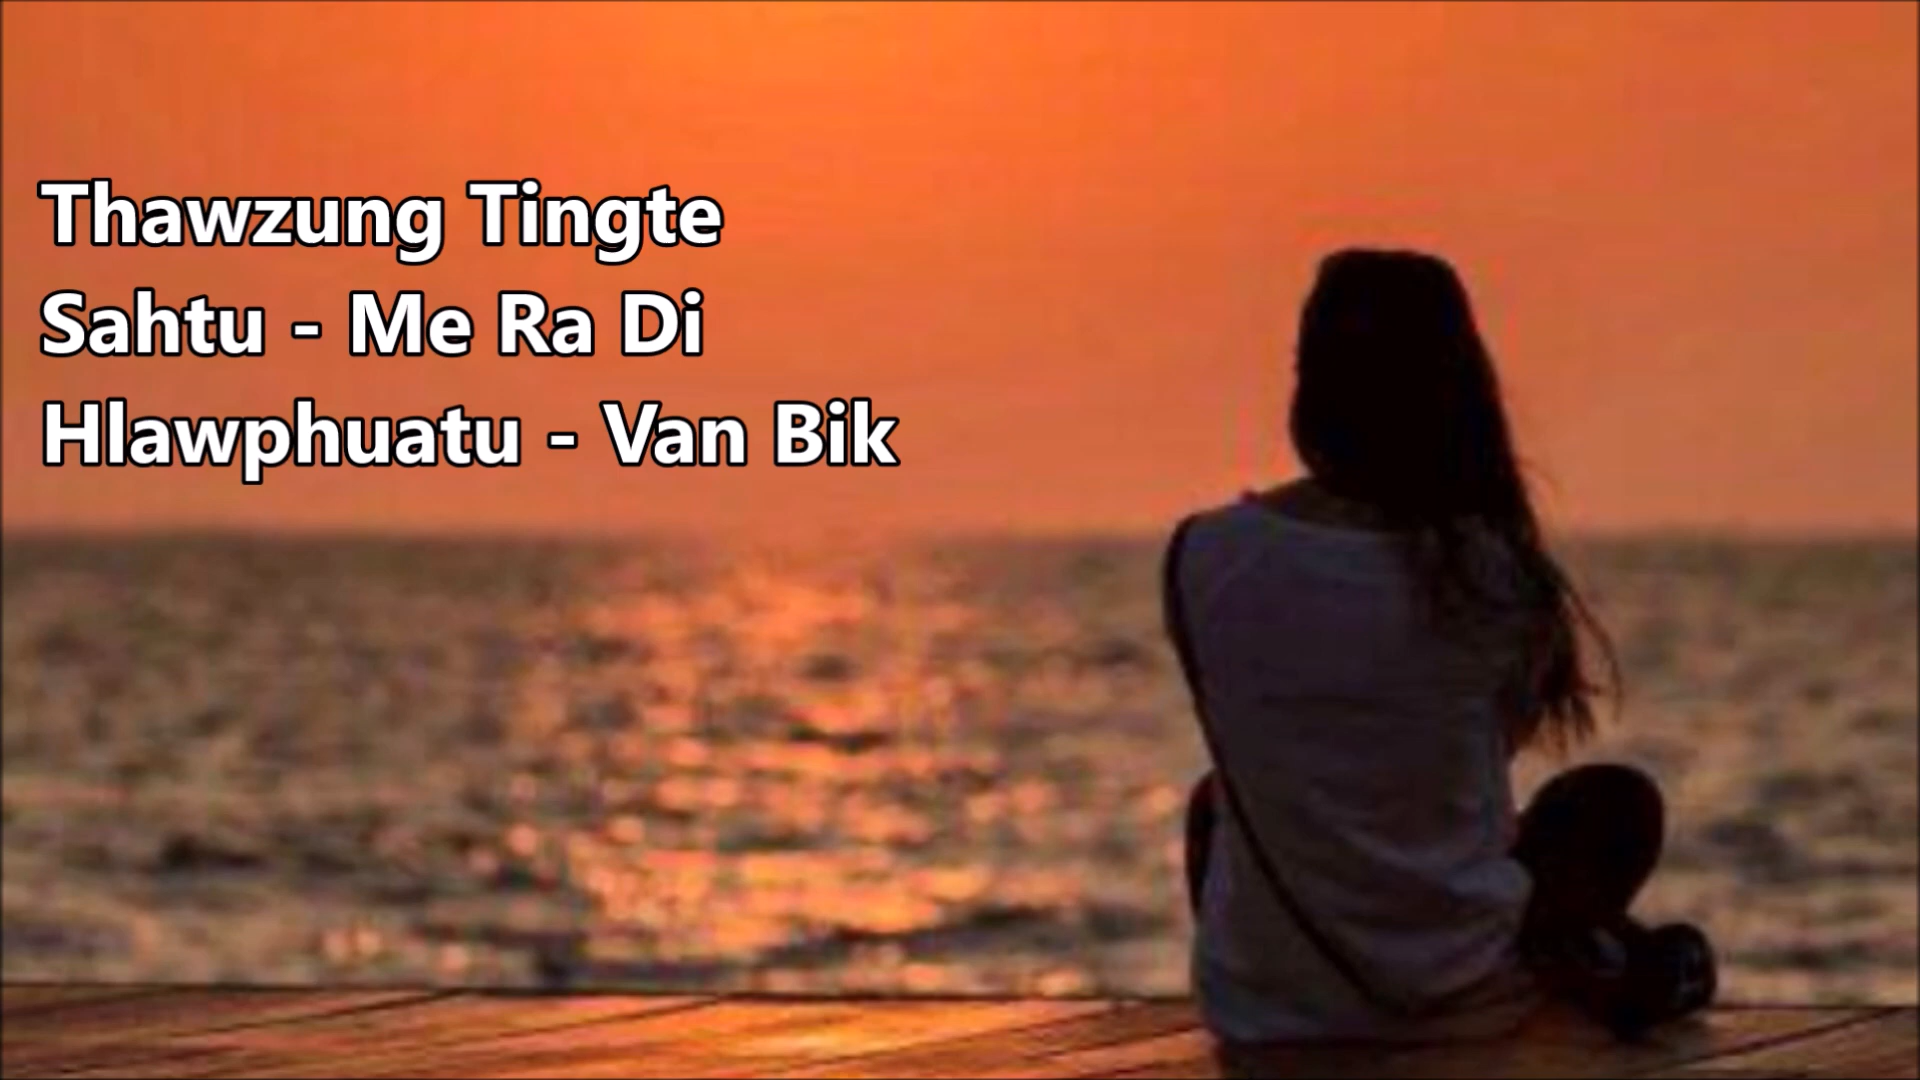 Thawzung Tingte
Sahtu - Me Ra Di
Hlawphuatu - Van Bik